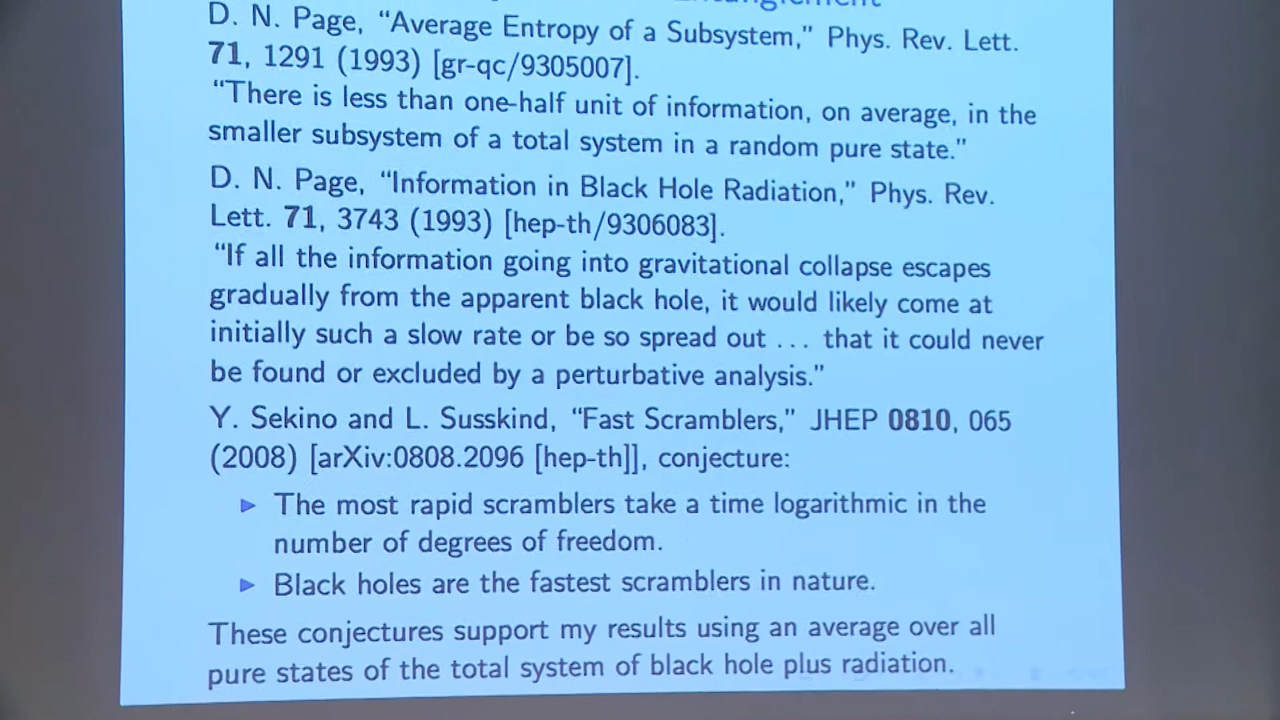 D. N. Page, “Average Entropy of a Subsystem,” Phys. Rev. Lett.
71, 1291 (1993) [gr-qc/9305007].
“There is less than one-half unit of information, on average, in the
smaller subsystem of a total system in a random pure state.”
D. N. Page, “Information in Black Hole Radiation,” Phys. Rev.
Lett. 71, 3743 (1993) [hep-th/9306083].
“If all the information going into gravitational collapse escapes
gradually from the apparent black hole, it would likely come at
initially such a slow rate or be so spread out ... that it could never
be found or excluded by a perturbative analysis.”
Y. Sekino and L. Susskind, “Fast Scramblers,” JHEP 0810, 065
(2008) [arXiv:0808.2096 [hep-th]], conjecture:
The most rapid scramblers take a time logarithmic in the
number of degrees of freedom.
Black holes are the fastest scramblers in nature.
These conjectures support my results using an average over all
pure states of the total system of black hole plus radiation.